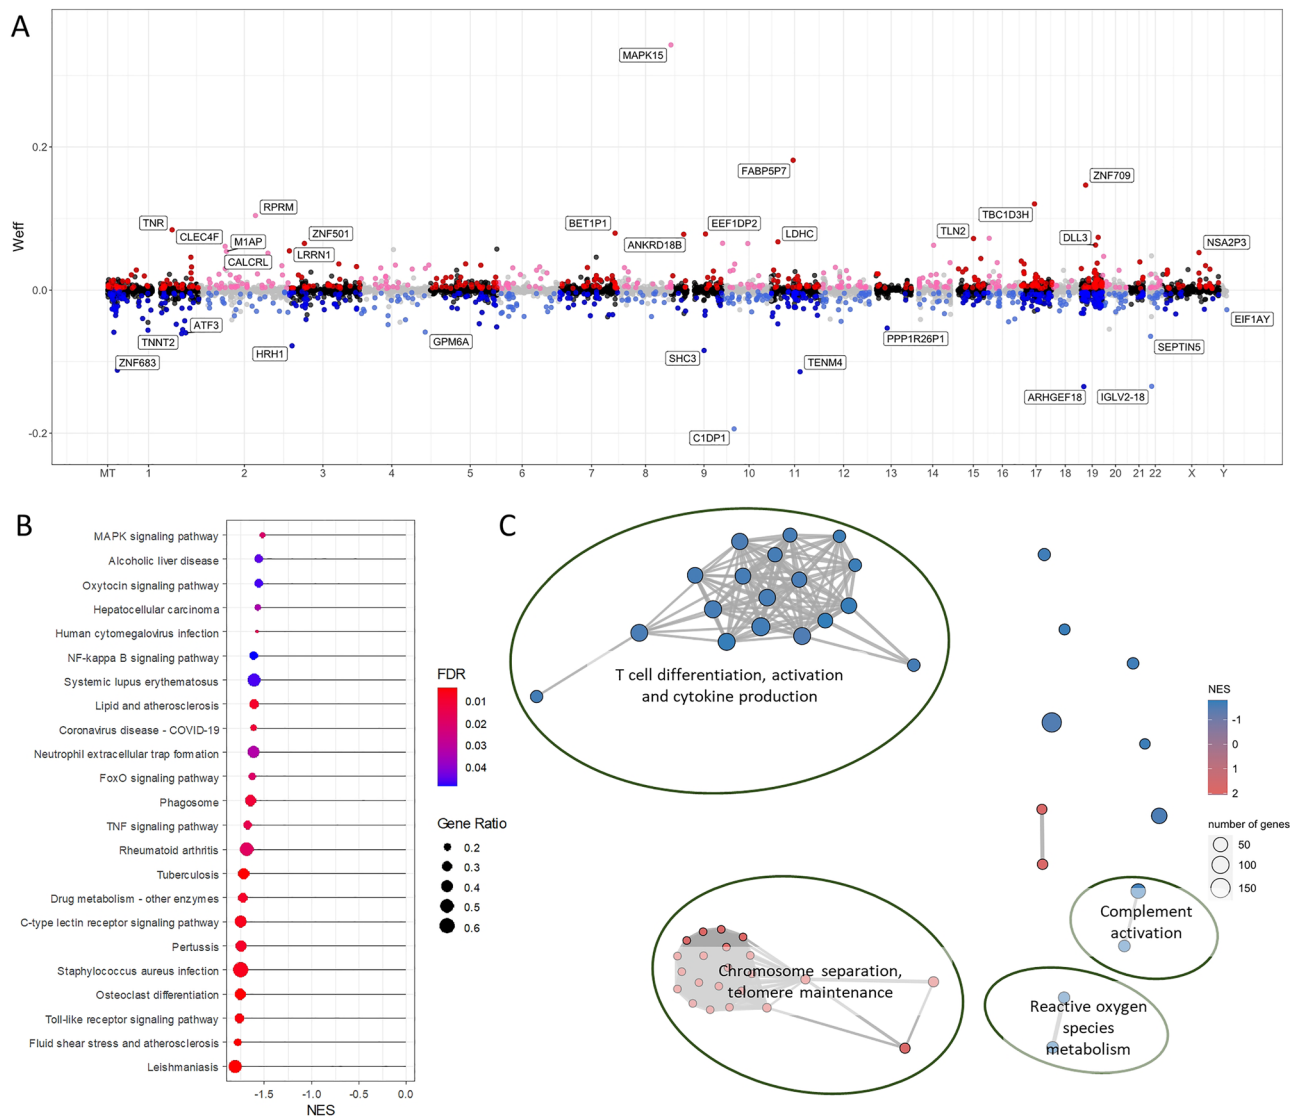 A
MAPK15
0.2
FABP5P7
ZNF709
RPRM
TBC1D3H
TNR
BET1P1
EEF1DP2
ZNF501
CLEC4F
M1AP
ANKRD18B
LDHC
TLN2
DLL3
NSA2P3
LRRN1
CALCRL
Weff
0.0
ATF3
EIF1AY
TNNT2
GPM6A
PPP1R26P1
HRH1
SEPTIN5
SHC3
ZNF683
TENM4
ARHGEF18
IGLV2-18
-0.2
C1DP1
MT 1 2 3 4 5 6 7 8 9 10 11 12 13 14 15 16 17 18 19 20 21 22 X Y
B
MAPK signaling pathway
Alcoholic liver disease
Oxytocin signaling pathway
Hepatocellular carcinoma
Human cytomegalovirus infection
NF-kappa B signaling pathway
Systemic lupus erythematosus
Lipid and atherosclerosis
Coronavirus disease - COVID-19
Neutrophil extracellular trap formation
FoxO signaling pathway
Phagosome
TNF signaling pathway
Rheumatoid arthritis
Tuberculosis
Drug metabolism - other enzymes
C-type lectin receptor signaling pathway
Pertussis
Staphylococcus aureus infection
Osteoclast differentiation
Toll-like receptor signaling pathway
Fluid shear stress and atherosclerosis
Leishmaniasis
-1.5 -1.0 -0.5 0.0
NES
FDR
0.01
0.02
0.03
0.04
Gene Ratio
0.2
0.3
0.4
0.5
0.6
C
T cell differentiation, activation
and cytokine production
NES
-1
0
1
2
number of genes
50
100
150
Complement
activation
Chromosome separation,
telomere maintenance
Reactive oxygen
species
metabolism